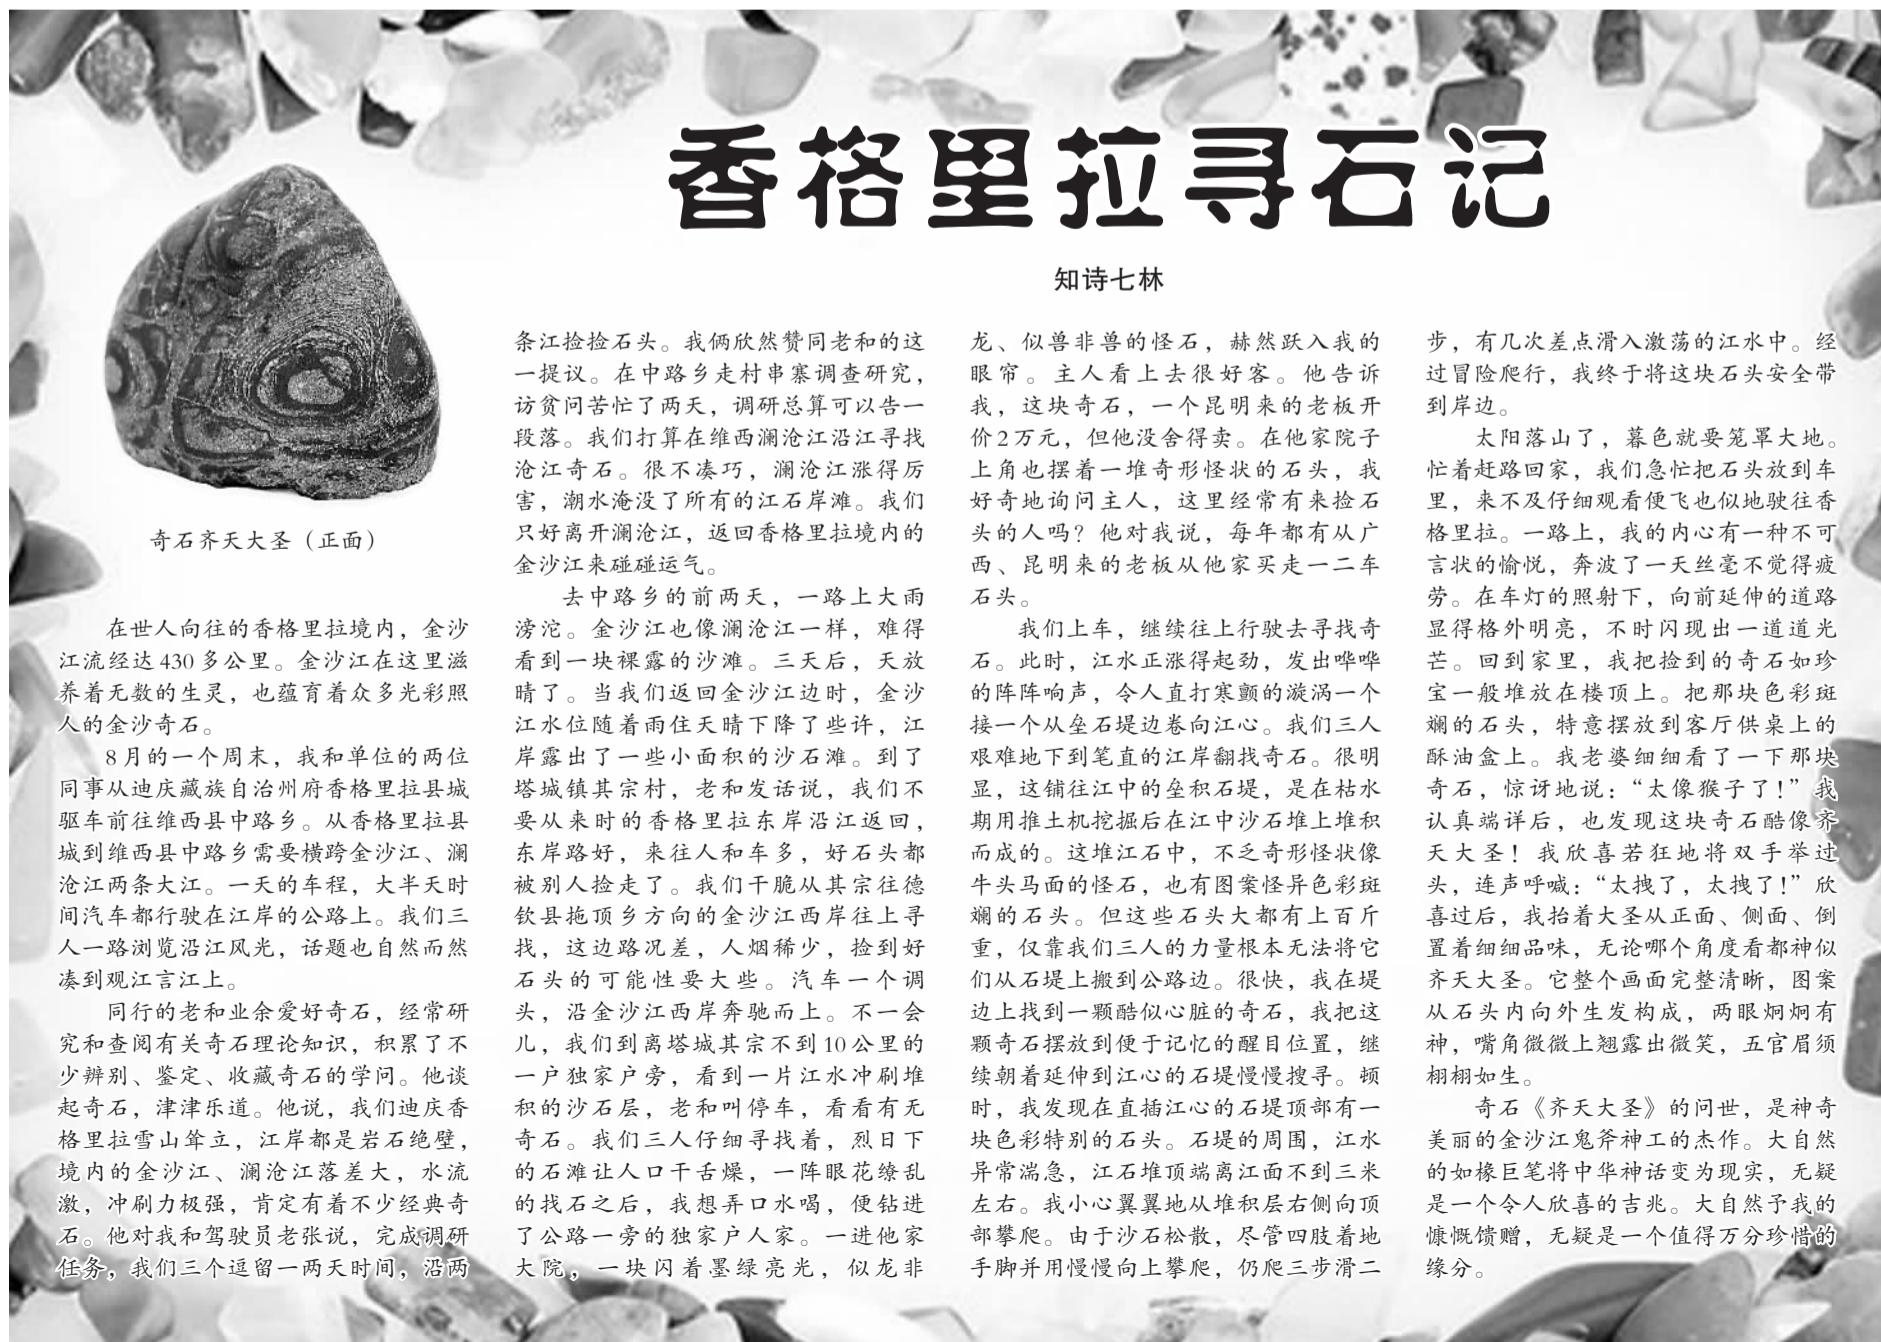 香格里拉寻石记
知诗七林
奇石齐天大圣（正面）
在世人向往的香格里拉境内，金沙
江流经达430多公里。金沙江在这里滋
养着无数的生灵，也蕴育着众多光彩照
人的金沙奇石。
8月的一个周末，我和单位的两位
同事从迪庆藏族自治州府香格里拉县城
驱车前往维西县中路乡。从香格里拉县
城到维西县中路乡需要横跨金沙江、澜
沧江两条大江。一天的车程，大半天时
间汽车都行驶在江岸的公路上。我们三
人一路浏览沿江风光，话题也自然而然
凑到观江言江上。
同行的老和业余爱好奇石，经常研
究和查阅有关奇石理论知识，积累了不
少辨别、鉴定、收藏奇石的学问。他谈
起奇石，津津乐道。他说，我们迪庆香
格里拉雪山耸立，江岸都是岩石绝壁，
境内的金沙江、澜沧江落差大，水流
激，冲刷力极强，肯定有着不少经典奇
石。他对我和驾驶员老张说，完成调研
任务，我们三个逗留一两天时间，沿两
条江捡捡石头。我俩欣然赞同老和的这
一提议。在中路乡走村串寨调查研究，
访贫问苦忙了两天，调研总算可以告一
段落。我们打算在维西澜沧江沿江寻找
沧江奇石。很不凑巧，澜沧江涨得厉
害，潮水淹没了所有的江石岸滩。我们
只好离开澜沧江，返回香格里拉境内的
金沙江来碰碰运气。
去中路乡的前两天，一路上大雨
滂沱。金沙江也像澜沧江一样，难得
看到一块裸露的沙滩。三天后，天放
晴了。当我们返回金沙江边时，金沙
江水位随着雨住天晴下降了些许，江
岸露出了一些小面积的沙石滩。到了
塔城镇其宗村，老和发话说，我们不
要从来时的香格里拉东岸沿江返回，
东岸路好，来往人和车多，好石头都
被别人捡走了。我们干脆从其宗往德
钦县拖顶乡方向的金沙江西岸往上寻
找，这边路况差，人烟稀少，捡到好
石头的可能性要大些。汽车一个调
头，沿金沙江西岸奔驰而上。不一会
儿，我们到离塔城其宗不到10公里的
一户独家户旁，看到一片江水冲刷堆
积的沙石层，老和叫停车，看看有无
奇石。我们三人仔细寻找着，烈日下
的石滩让人口干舌燥，一阵眼花缭乱
的找石之后，我想弄口水喝，便钻进
了公路一旁的独家户人家。一进他家
大院，一块闪着墨绿亮光，似龙非
龙、似兽非兽的怪石，赫然跃入我的
眼帘。主人看上去很好客。他告诉
我，这块奇石，一个昆明来的老板开
价2万元，但他没舍得卖。在他家院子
上角也摆着一堆奇形怪状的石头，我
好奇地询问主人，这里经常有来捡石
头的人吗？他对我说，每年都有从广
西、昆明来的老板从他家买走一二车
石头。
我们上车，继续往上行驶去寻找奇
石。此时，江水正涨得起劲，发出哗哗
的阵阵响声，令人直打寒颤的漩涡一个
接一个从垒石堤边卷向江心。我们三人
艰难地下到笔直的江岸翻找奇石。很明
显，这铺往江中的垒积石堤，是在枯水
期用推土机挖掘后在江中沙石堆上堆积
而成的。这堆江石中，不乏奇形怪状像
牛头马面的怪石，也有图案怪异色彩斑
斓的石头。但这些石头大都有上百斤
重，仅靠我们三人的力量根本无法将它
们从石堤上搬到公路边。很快，我在堤
边上找到一颗酷似心脏的奇石，我把这
颗奇石摆放到便于记忆的醒目位置，继
续朝着延伸到江心的石堤慢慢搜寻。顿
时，我发现在直插江心的石堤顶部有一
块色彩特别的石头。石堤的周围，江水
异常湍急，江石堆顶端离江面不到三米
左右。我小心翼翼地从堆积层右侧向顶
部攀爬。由于沙石松散，尽管四肢着地
手脚并用慢慢向上攀爬，仍爬三步滑二
步，有几次差点滑入激荡的江水中。经
过冒险爬行，我终于将这块石头安全带
到岸边。
太阳落山了，暮色就要笼罩大地。
忙着赶路回家，我们急忙把石头放到车
里，来不及仔细观看便飞也似地驶往香
格里拉。一路上，我的内心有一种不可
言状的愉悦，奔波了一天丝毫不觉得疲
劳。在车灯的照射下，向前延伸的道路
显得格外明亮，不时闪现出一道道光
芒。回到家里，我把捡到的奇石如珍
宝一般堆放在楼顶上。把那块色彩斑
斓的石头，特意摆放到客厅供桌上的
酥油盒上。我老婆细细看了一下那块
奇石，惊讶地说：“太像猴子了！”我
认真端详后，也发现这块奇石酷像齐
天大圣！我欣喜若狂地将双手举过
头，连声呼喊：“太拽了，太拽了！”欣
喜过后，我抬着大圣从正面、侧面、倒
置着细细品味，无论哪个角度看都神似
齐天大圣。它整个画面完整清晰，图案
从石头内向外生发构成，两眼炯炯有
神，嘴角微微上翘露出微笑，五官眉须
栩栩如生。
奇石《齐天大圣》的问世，是神奇
美丽的金沙江鬼斧神工的杰作。大自然
的如椽巨笔将中华神话变为现实，无疑
是一个令人欣喜的吉兆。大自然予我的
慷慨馈赠，无疑是一个值得万分珍惜的
缘分。